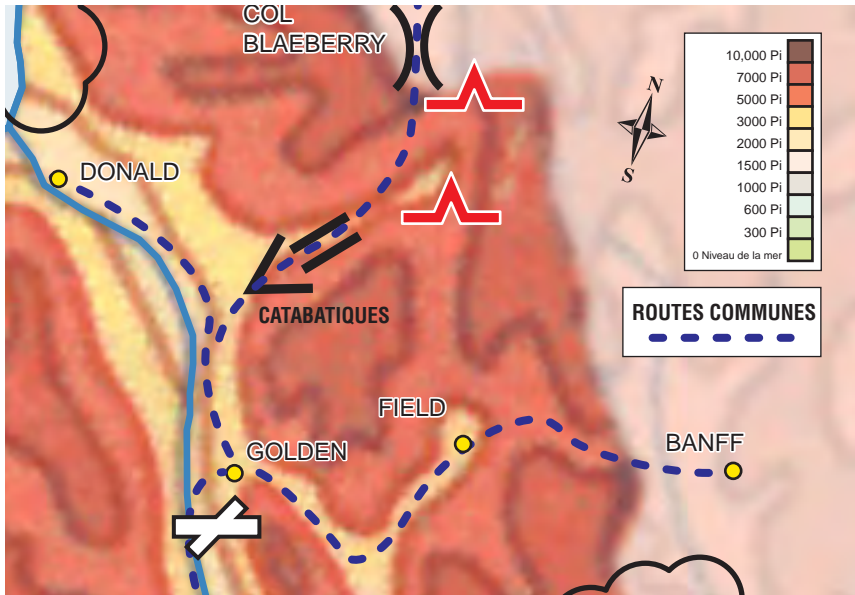 COL
BLAEBERRY
10,000 Pi
7000 Pi
5000 Pi
3000 Pi
2000 Pi
1500 Pi
1000 Pi
600 Pi
300 Pi
0 Niveau de la mer
N
S
DONALD
ROUTES COMMUNES
CATABATIQUES
FIELD
BANFF
GOLDEN